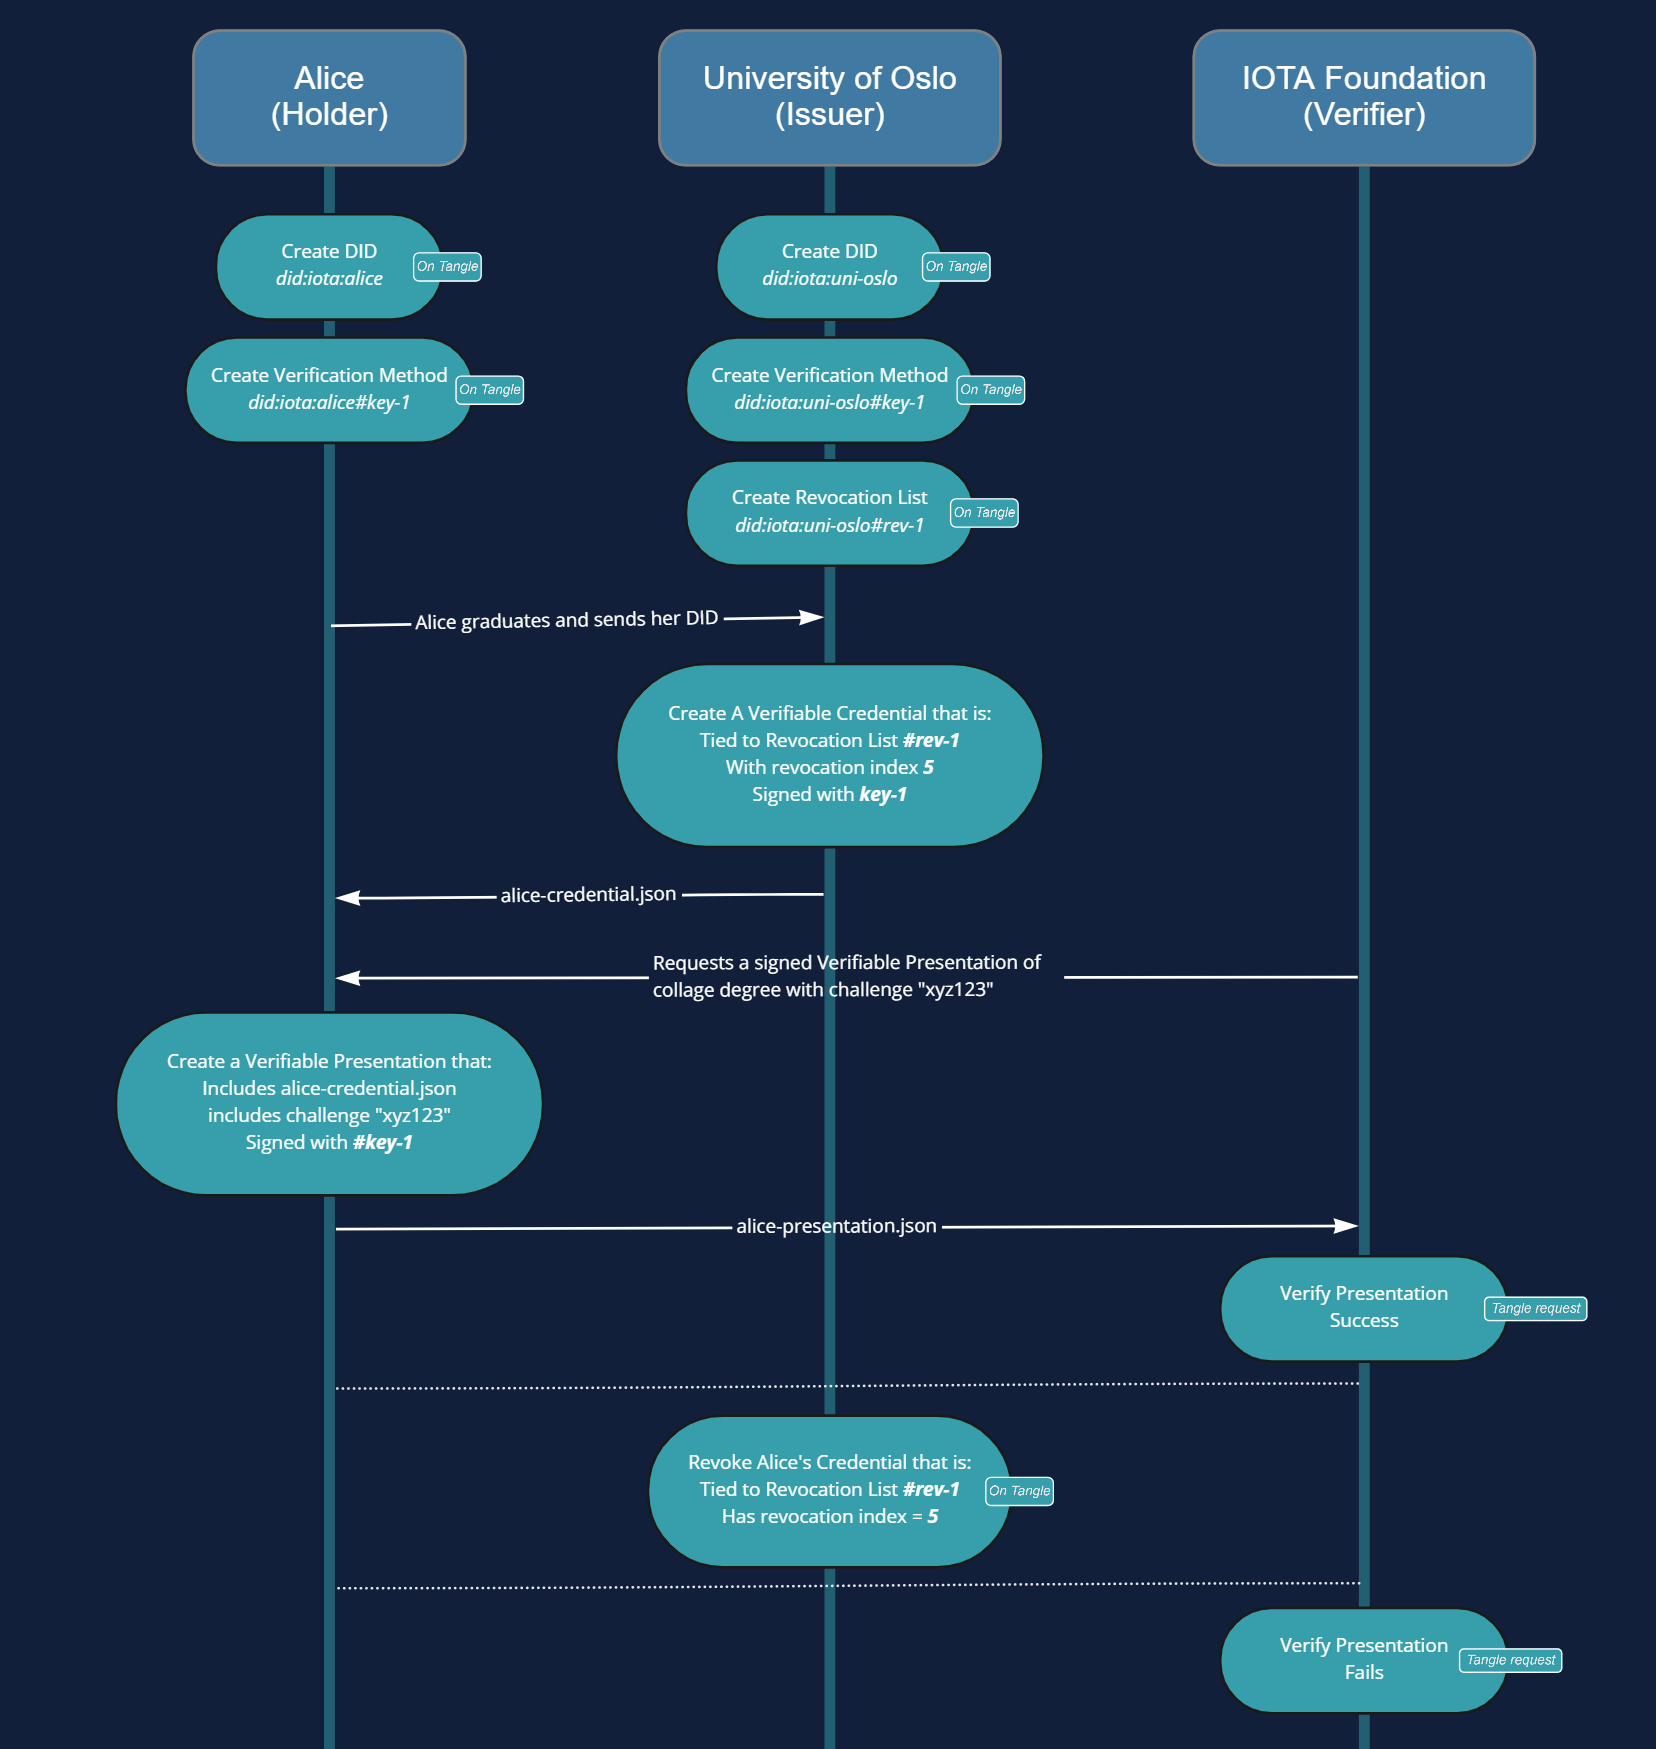 Alice
(Holder)
University of Oslo
(Issuer)
IOTA Foundation
(Verifier)
Create DID
did:iota:alice
On Tangle
Create DID
did:iota:uni-oslo
On Tangle
Create Verification Method
did:iota:alice#key-1
On Tangle
Create Verification Method
did:iota:uni-oslo#key-1
On Tangle
Create Revocation List
did:iota:uni-oslo#rev-1
On Tangle
Alice graduates and sends her DID
Create A Verifiable Credential that is:
Tied to Revocation List #rev-1
With revocation index 5
Signed with key-1
alice-credential.json
Requests a signed Verifiable Presentation of
collage degree with challenge "xyz123"
Create a Verifiable Presentation that:
Includes alice-credential.json
includes challenge "xyz123"
Signed with #key-1
alice-presentation.json
Verify Presentation
Success
Tangle request
Revoke Alice's Credential that is:
Tied to Revocation List #rev-1
Has revocation index = 5
On Tangle
Verify Presentation
Fails
Tangle request